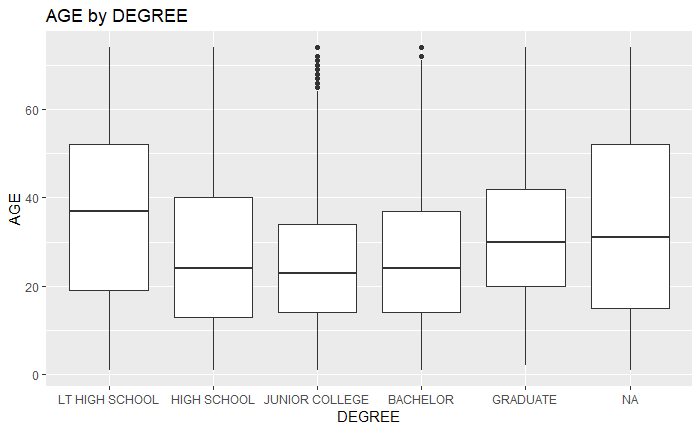 AGE by DEGREE
AGE
60
40
20
0
LT HIGH SCHOOL HIGH SCHOOL JUNIOR COLLEGE BACHELOR GRADUATE NA
DEGREE